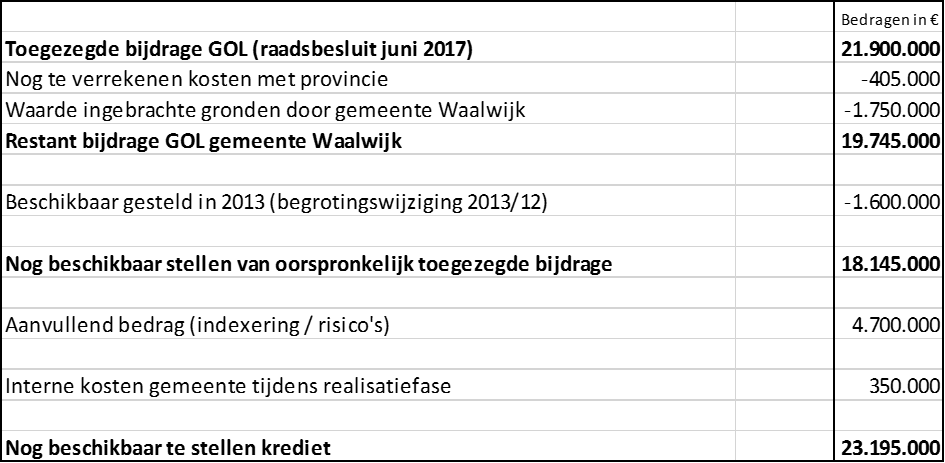 Bedragen in €
Toegezegde bijdrage GOL (raadsbesluit juni 2017) 21.900.000
Nog te verrekenen kosten met provincie -405.000
Waarde ingebrachte gronden door gemeente Waalwijk -1.750.000
Restant bijdrage GOL gemeente Waalwijk 19.745.000
Beschikbaar gesteld in 2013 (begrotingswijziging 2013/12) -1.600.000
Nog beschikbaar stellen van oorspronkelijk toegezegde bijdrage 18.145.000
Aanvullend bedrag (indexering / risico's) 4.700.000
Interne kosten gemeente tijdens realisatiefase 350.000
Nog beschikbaar te stellen krediet 23.195.000